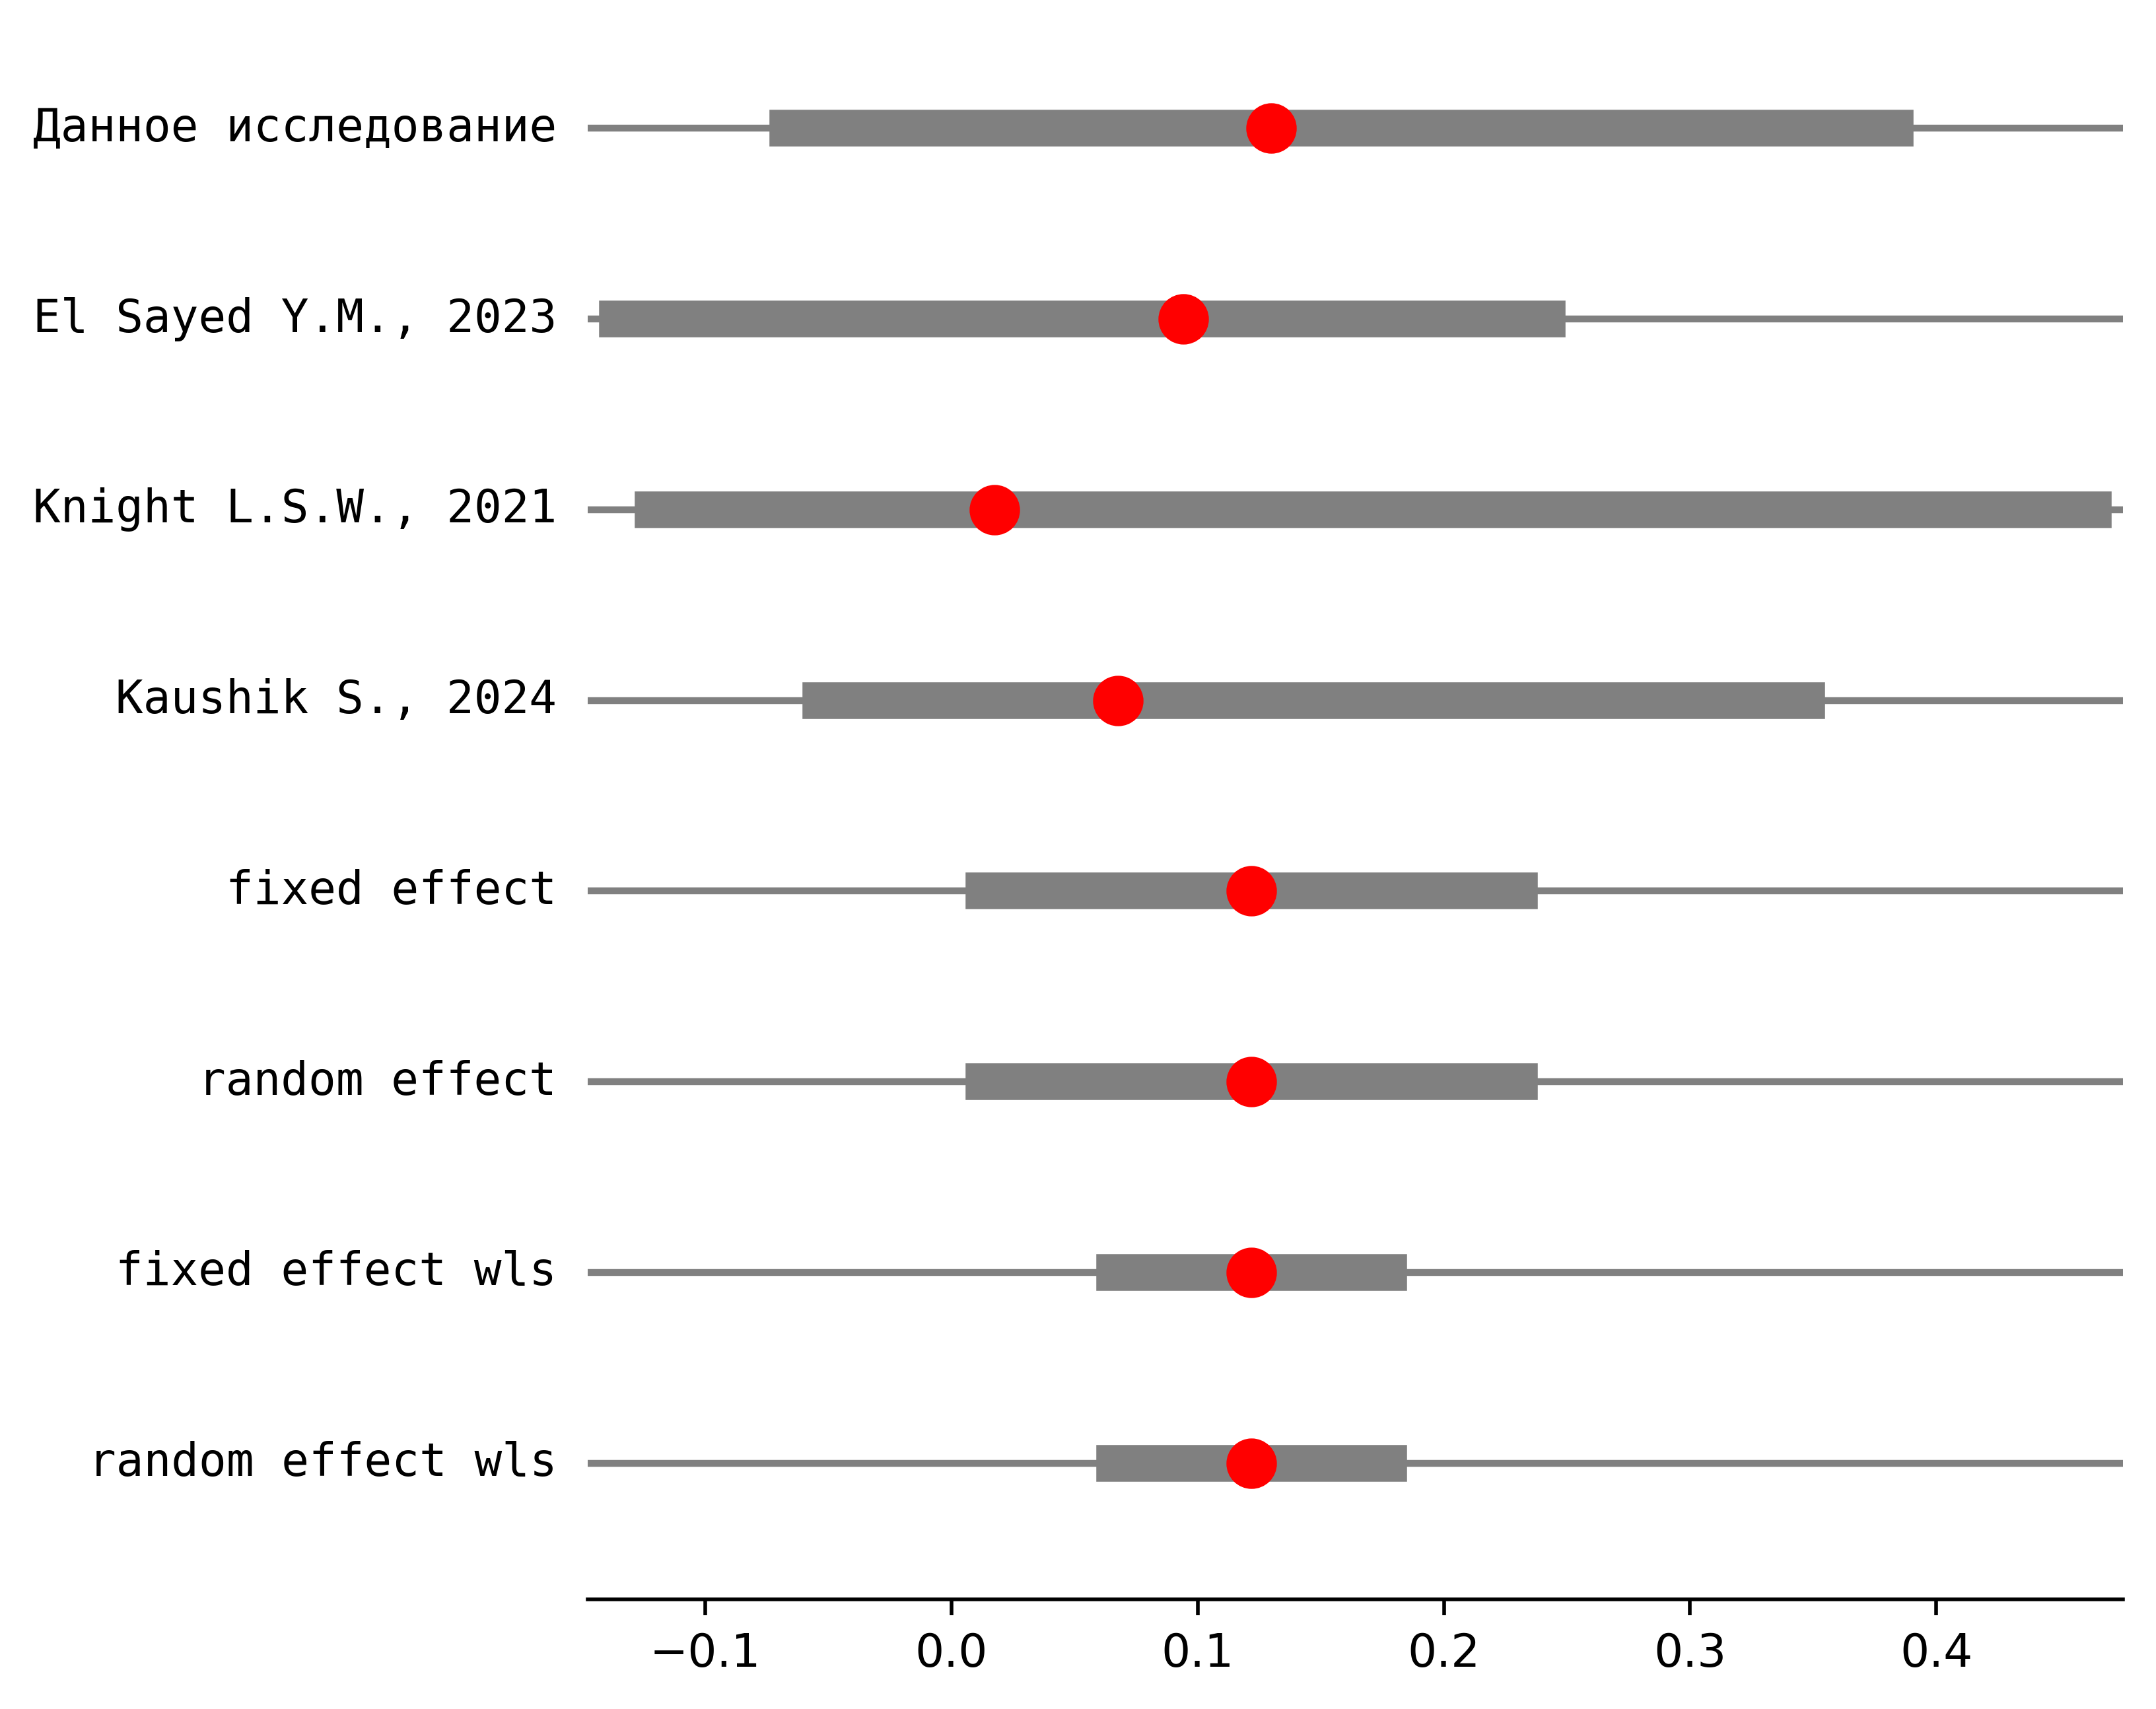 Данное исследование
El Sayed Y.M., 2023
Knight L.S.W., 2021
Kaushik S., 2024
fixed effect
random effect
fixed effect wls
random effect wls
−0.1 0.0 0.1 0.2 0.3 0.4